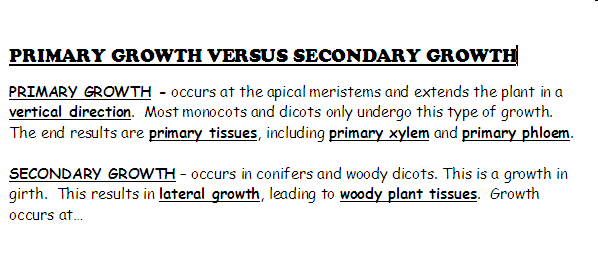 PRIMARY GROWTH VERSUS SECONDARY GROWTH
PRIMARY GROWTH - occurs at the apical meristems and extends the plant in a
vertical direction. Most monocots and dicots only undergo this type of growth.
The end results are primary tissues, including primary xylem and primary phloem.
SECONDARY GROWTH – occurs in conifers and woody dicots. This is a growth in
girth. This results in lateral growth, leading to woody plant tissues. Growth
occurs at…